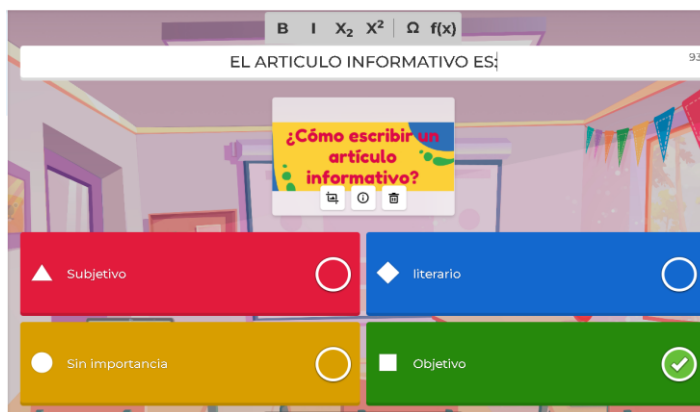 B I X₂ X² Ω f(x)
EL ARTICULO INFORMATIVO ES:
93
¿Cómo escribir un
artículo
informativo?
Subjetivo
literario
Sin importancia
Objetivo